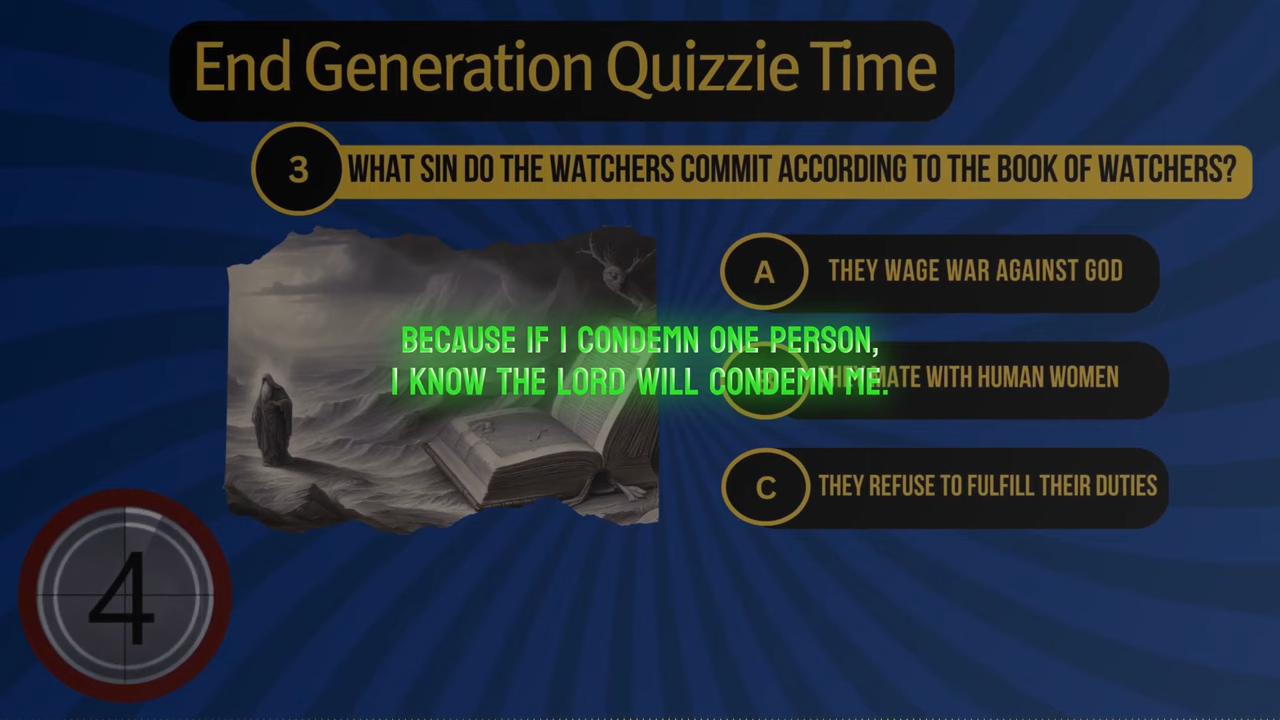 End Generation Quizzie Time
3 WHAT SIN DO THE WATCHERS COMMIT ACCORDING TO THE BOOK OF WATCHERS?
A THEY WAGE WAR AGAINST GOD
BECAUSE IF I CONDEMN ONE PERSON,
I KNOW THE LORD WILL CONDEMN ME.
MATE WITH HUMAN WOMEN
C THEY REFUSE TO FULFILL THEIR DUTIES
4